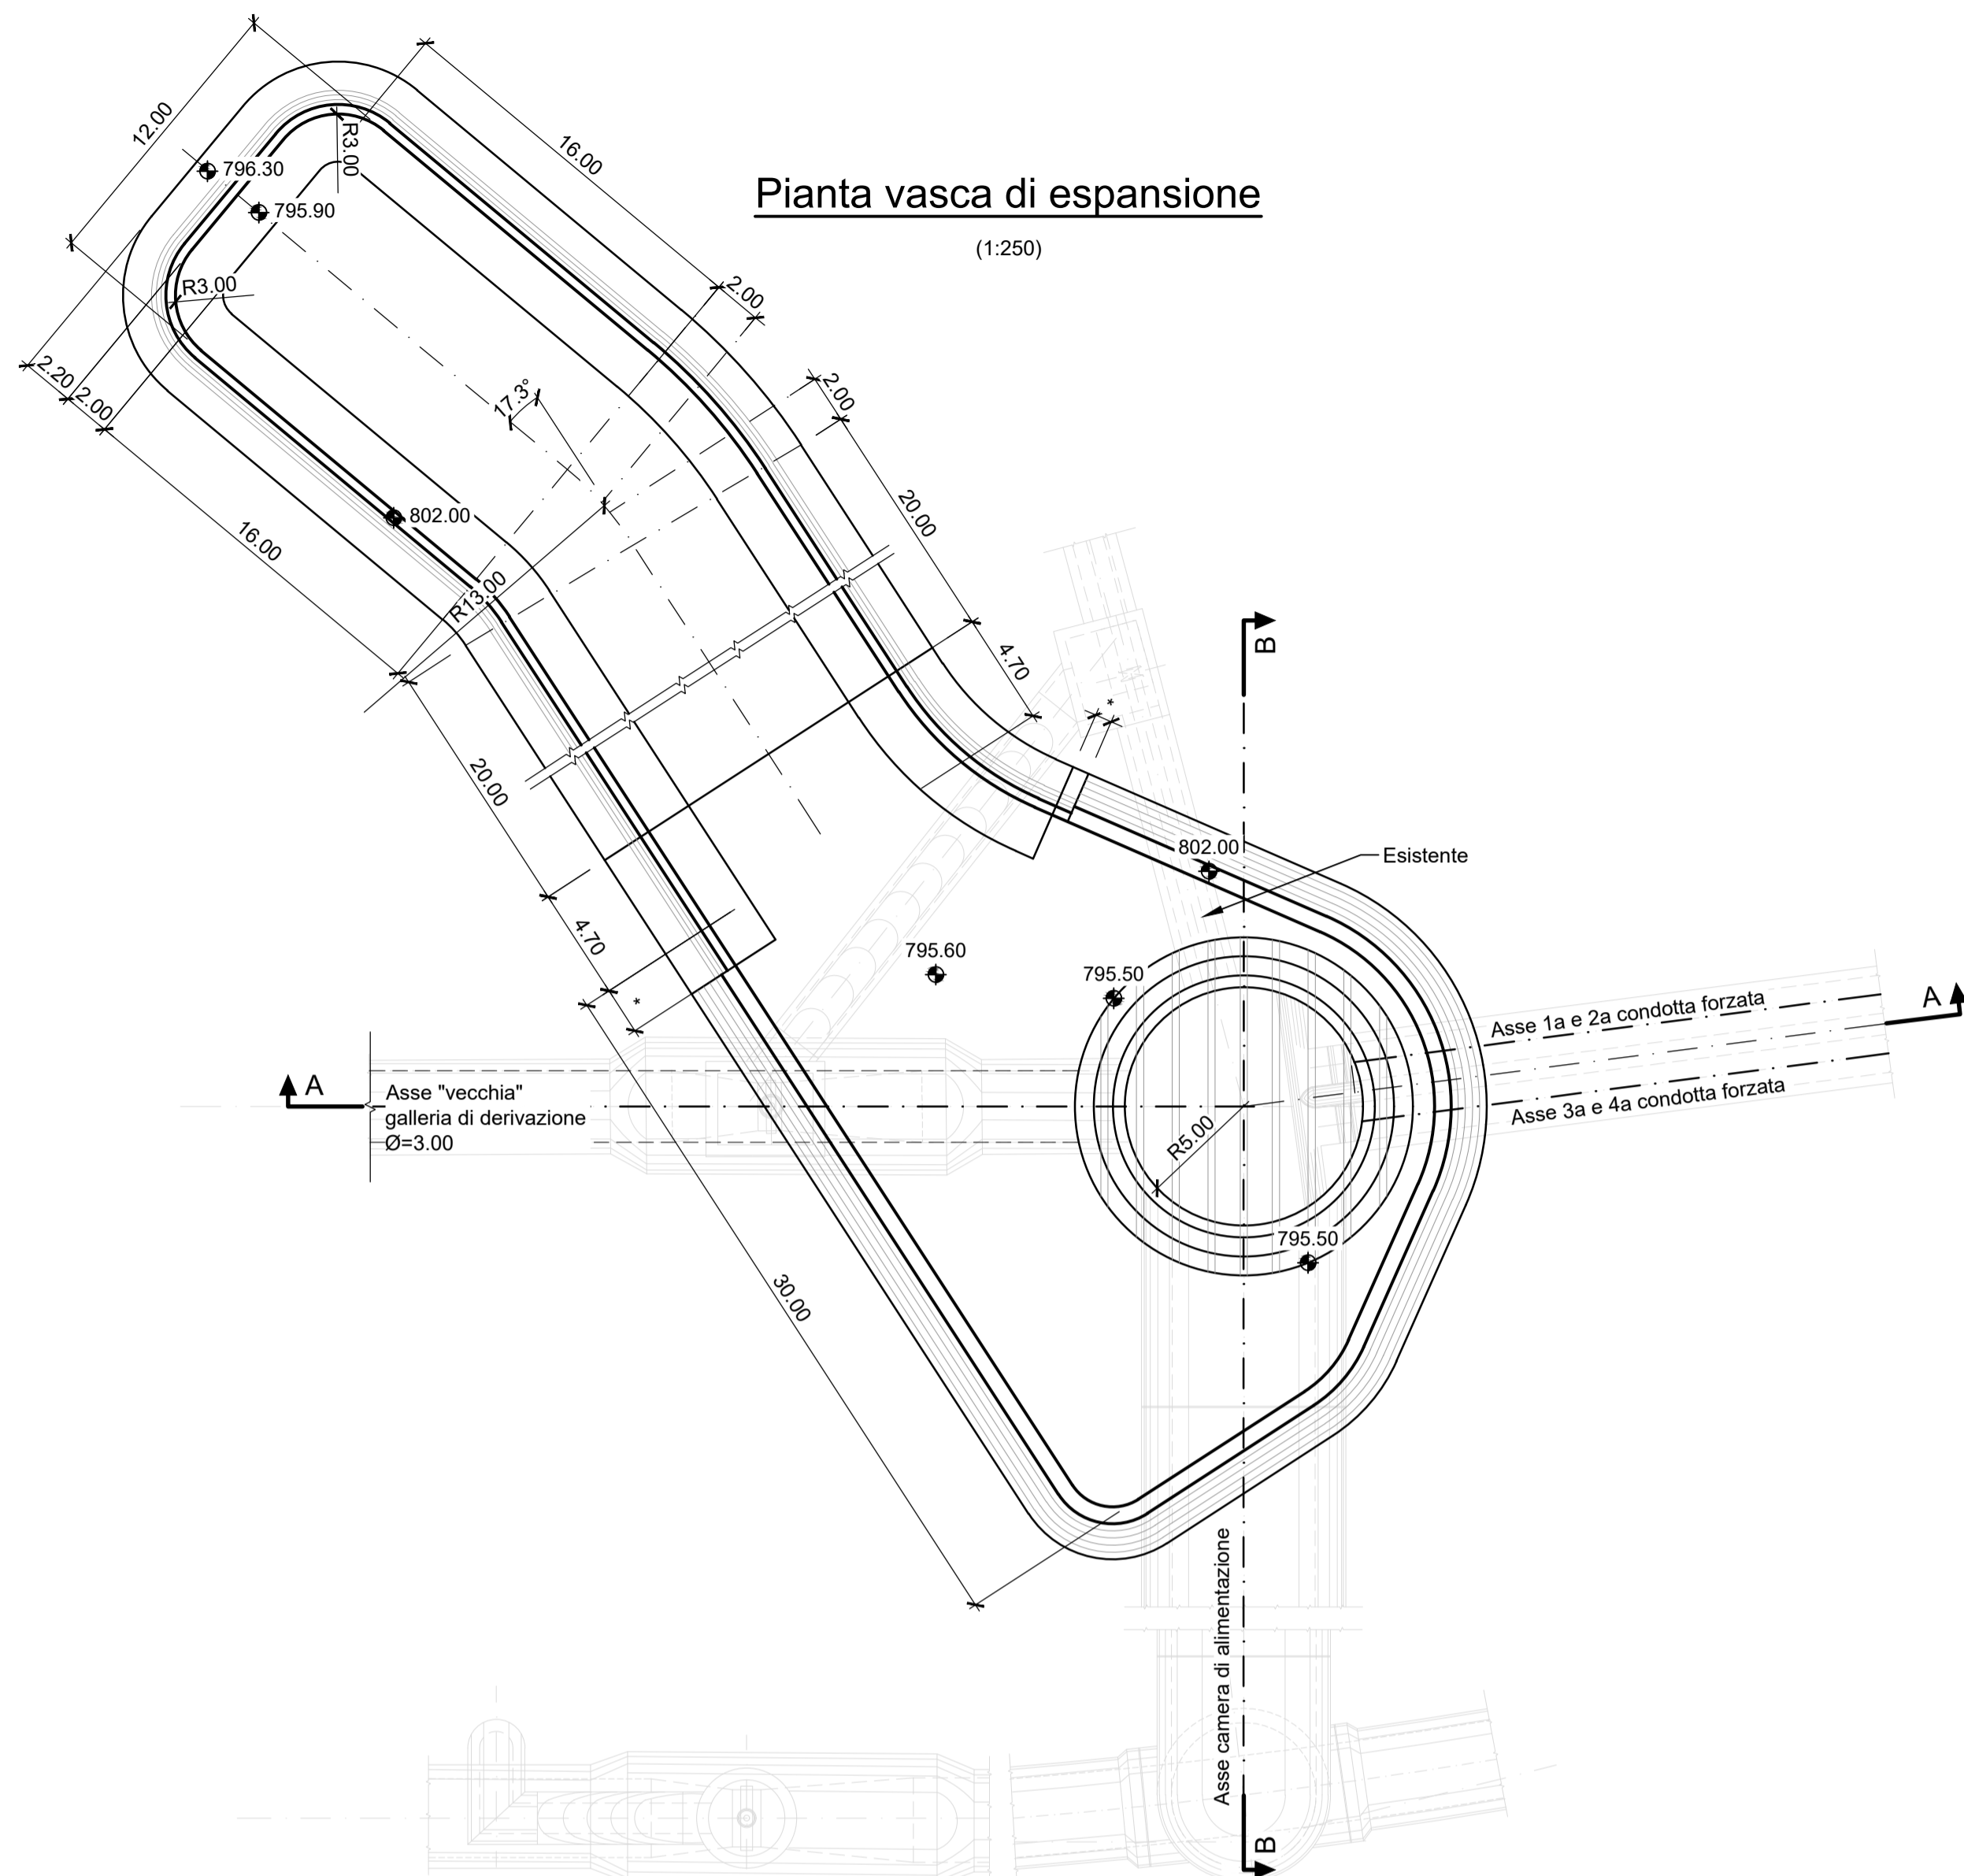 12.00
16.00
R3.00
796.30
Pianta vasca di espansione
795.90
(1:250)
R3.00
2.00
2.20
2.00
17.3°
2.00
802.00
16.00
20.00
R13.00
B
4.70
*
20.00
802.00
Esistente
4.70
795.60
795.50
*
Asse 1a e 2a condotta forzata
A
A
Asse "vecchia"
galleria di derivazione
Ø=3.00
Asse 3a e 4a condotta forzata
R5.00
795.50
30.00
Asse camera di alimentazione
B